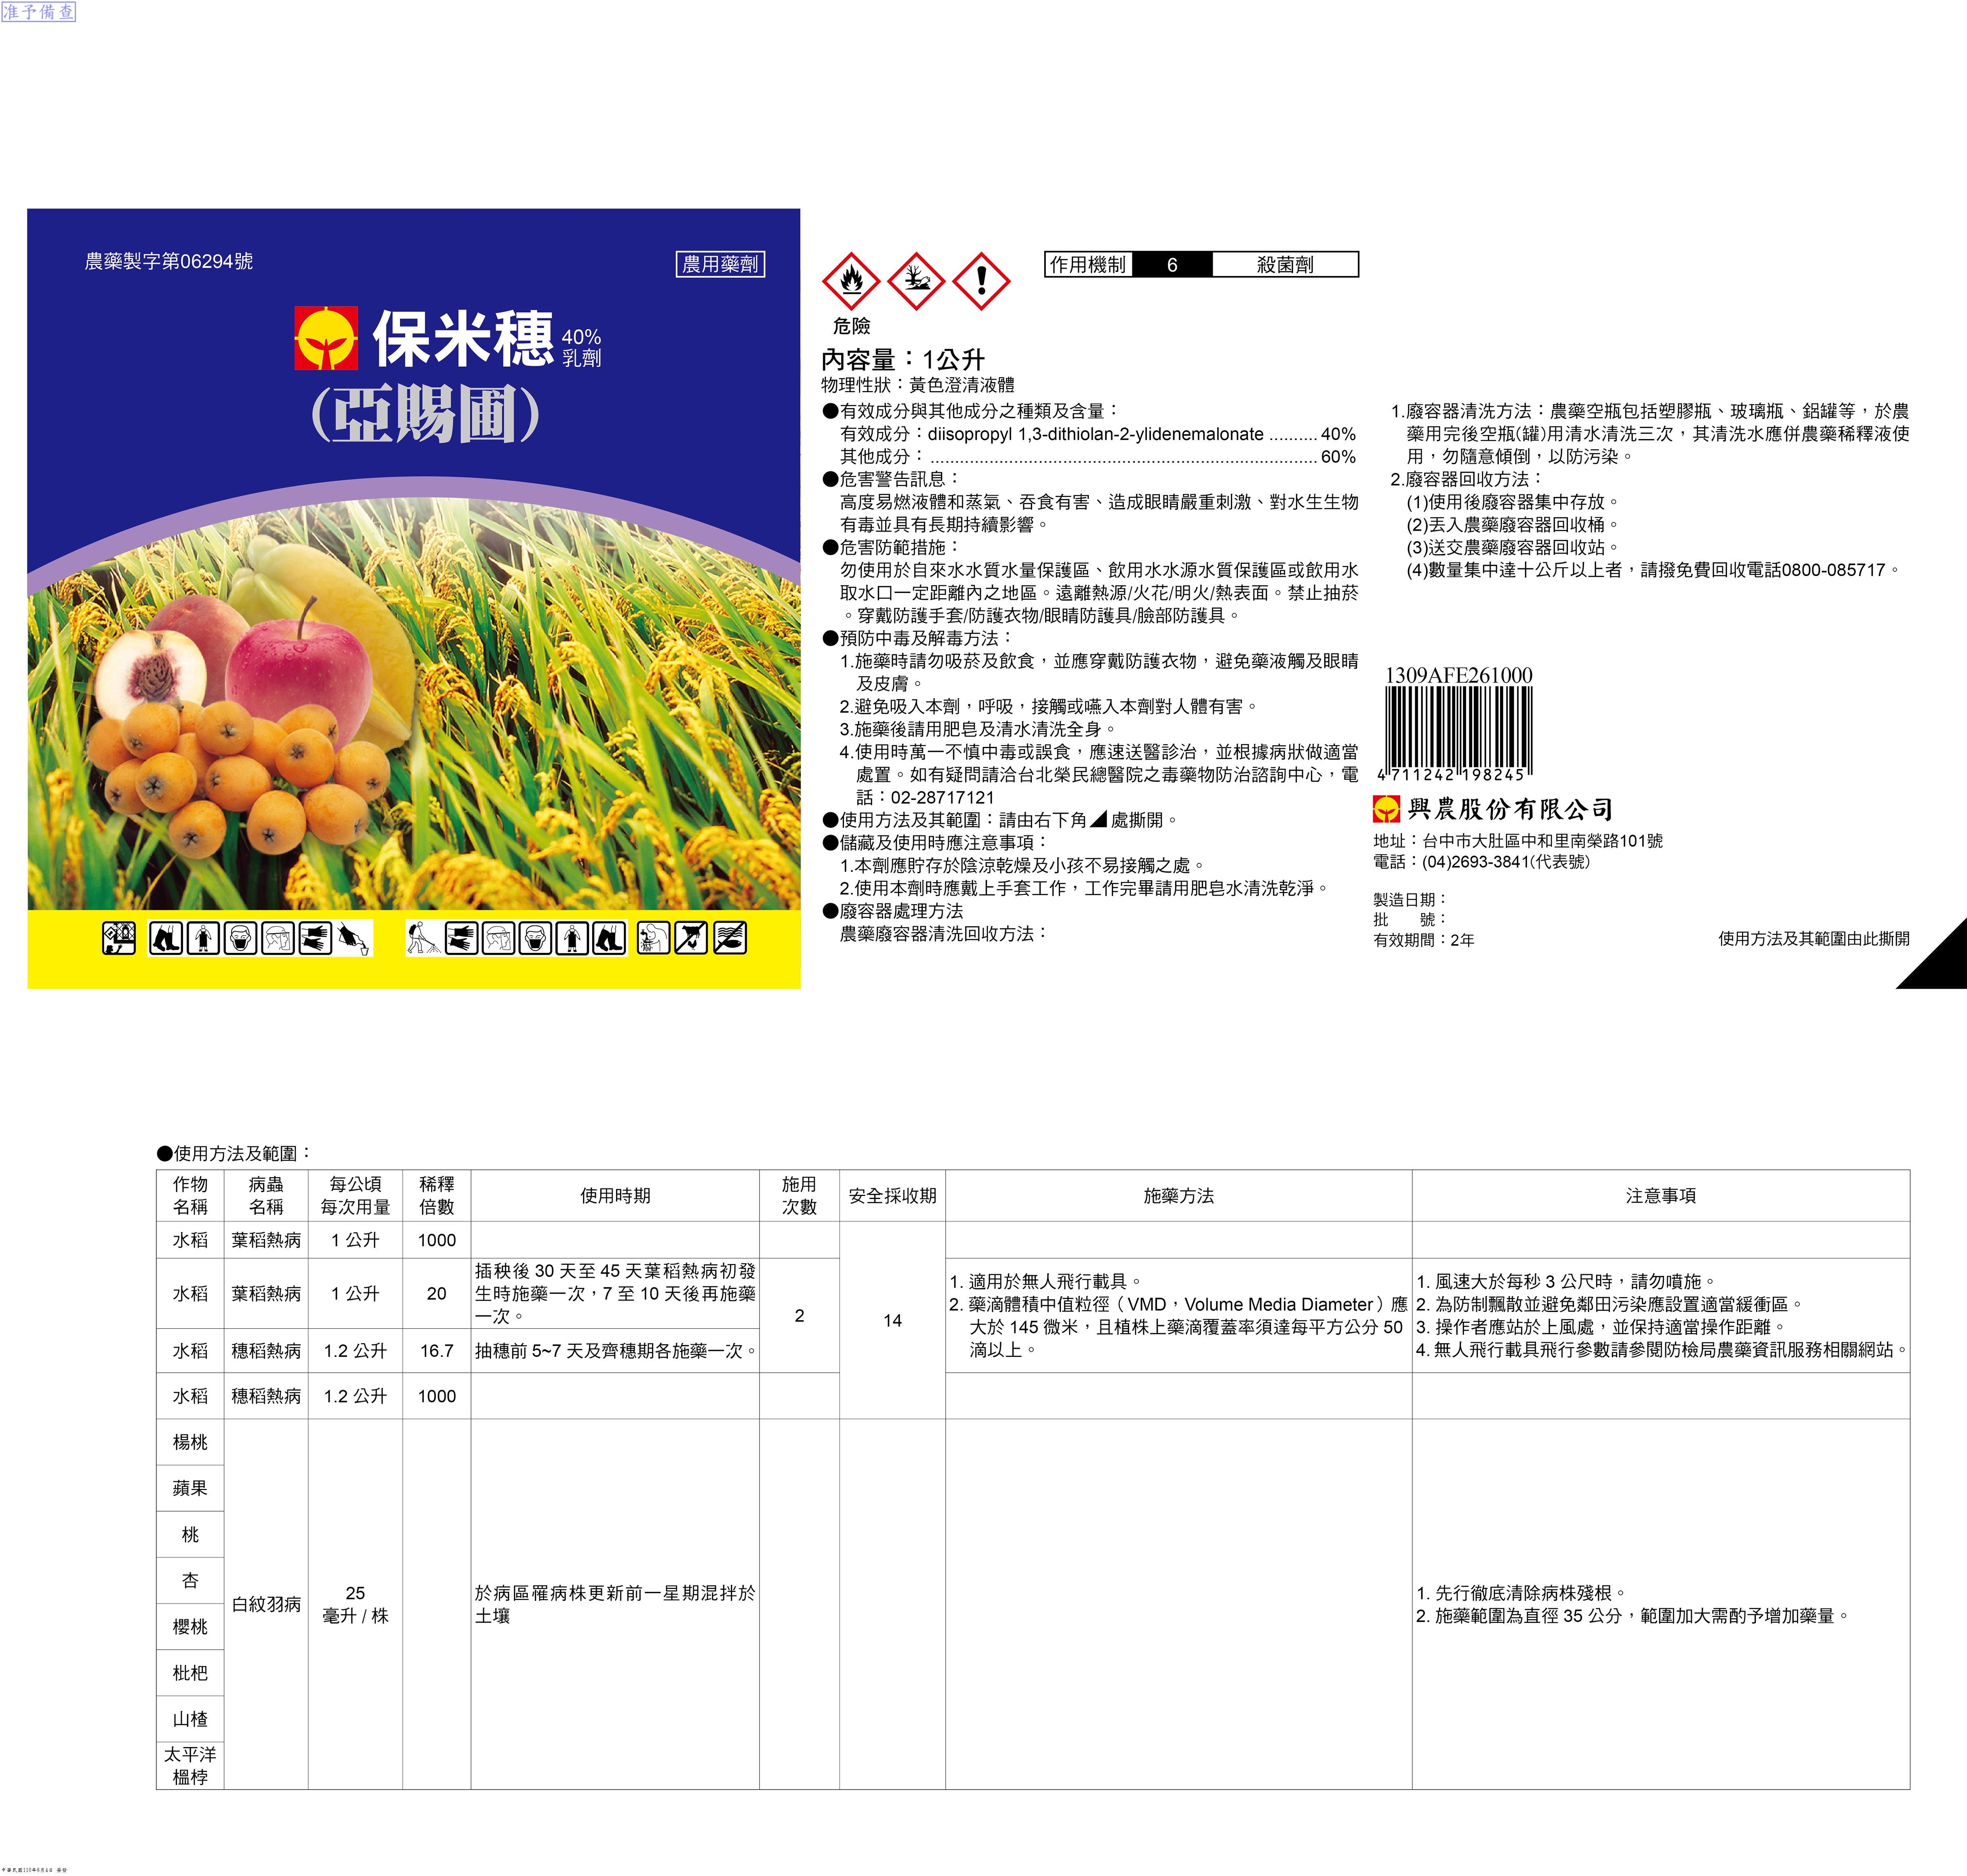 准予備查
農藥製字第06294號
農用藥劑
保米穗
40%
乳劑
(亞賜圃)
危險
作用機制 6 殺菌劑
內容量：1公升
物理性狀：黃色澄清液體
●有效成分與其他成分之種類及含量：
有效成分：diisopropyl 1,3-dithiolan-2-ylidenemalonate .......... 40%
其他成分：................................................................................ 60%
●危害警告訊息：
高度易燃液體和蒸氣、吞食有害、造成眼睛嚴重刺激、對水生生物
有毒並具有長期持續影響。
●危害防範措施：
勿使用於自來水水質水量保護區、飲用水水源水質保護區或飲用水
取水口一定距離內之地區。遠離熱源/火花/明火/熱表面。禁止抽菸
。穿戴防護手套/防護衣物/眼睛防護具/臉部防護具。
●預防中毒及解毒方法：
1.施藥時請勿吸菸及飲食，並應穿戴防護衣物，避免藥液觸及眼睛
及皮膚。
2.避免吸入本劑，呼吸，接觸或嚥入本劑對人體有害。
3.施藥後請用肥皂及清水清洗全身。
4.使用時萬一不慎中毒或誤食，應速送醫診治，並根據病狀做適當
處置。如有疑問請洽台北榮民總醫院之毒藥物防治諮詢中心，電
話：02-28717121
●使用方法及其範圍：請由右下角◢處撕開。
●儲藏及使用時應注意事項：
1.本劑應貯存於陰涼乾燥及小孩不易接觸之處。
2.使用本劑時應戴上手套工作，工作完畢請用肥皂水清洗乾淨。
●廢容器處理方法
農藥廢容器清洗回收方法：
1.廢容器清洗方法：農藥空瓶包括塑膠瓶、玻璃瓶、鋁罐等，於農
藥用完後空瓶(罐)用清水清洗三次，其清洗水應併農藥稀釋液使
用，勿隨意傾倒，以防污染。
2.廢容器回收方法：
(1)使用後廢容器集中存放。
(2)丟入農藥廢容器回收桶。
(3)送交農藥廢容器回收站。
(4)數量集中達十公斤以上者，請撥免費回收電話0800-085717。
1309AFE261000
4 711242 198245
興農股份有限公司
地址：台中市大肚區中和里南榮路101號
電話：(04)2693-3841(代表號)
製造日期：
批　　號：
有效期間：2年
使用方法及其範圍由此撕開
●使用方法及範圍：
作物名稱 病蟲名稱 每公頃每次用量 稀釋倍數 使用時期 施用次數 安全採收期 施藥方法 注意事項
水稻 葉稻熱病 1 公升 1000
水稻 葉稻熱病 1 公升 20
插秧後 30 天至 45 天葉稻熱病初發
生時施藥一次，7 至 10 天後再施藥
一次。
2
14
1. 適用於無人飛行載具。
2. 藥滴體積中值粒徑（VMD，Volume Media Diameter）應
大於 145 微米，且植株上藥滴覆蓋率須達每平方公分 50
滴以上。
1. 風速大於每秒 3 公尺時，請勿噴施。
2. 為防制飄散並避免鄰田污染應設置適當緩衝區。
3. 操作者應站於上風處，並保持適當操作距離。
4. 無人飛行載具飛行參數請參閱防檢局農藥資訊服務相關網站。
水稻 穗稻熱病 1.2 公升 16.7 抽穗前 5~7 天及齊穗期各施藥一次。
水稻 穗稻熱病 1.2 公升 1000
楊桃
蘋果
桃
杏
櫻桃
枇杷
山楂
太平洋
榲桲
白紋羽病
25
毫升 / 株
於病區罹病株更新前一星期混拌於
土壤
1. 先行徹底清除病株殘根。
2. 施藥範圍為直徑 35 公分，範圍加大需酌予增加藥量。